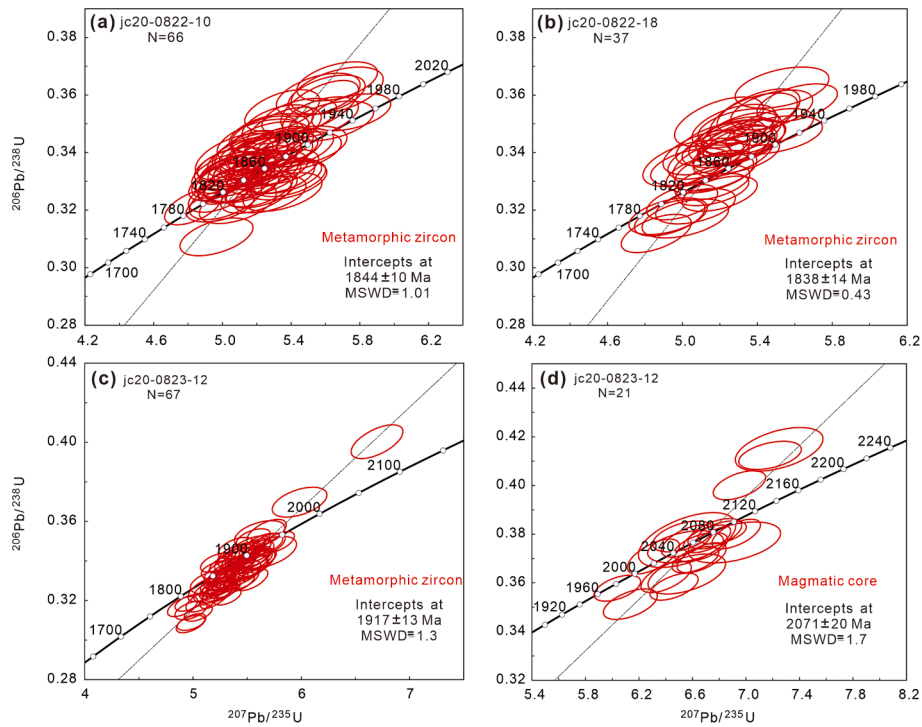 (a) jc20-0822-10
N=66
0.38
0.36
0.34
0.32
0.30
0.28
²⁰⁶Pb/²³⁸U
1700
1740
1780
1820
1860
1900
1940
1980
2020
Metamorphic zircon
Intercepts at
1844±10 Ma
MSWD=1.01
4.2
4.6
5.0
5.4
5.8
6.2
(b) jc20-0822-18
N=37
0.38
0.36
0.34
0.32
0.30
0.28
1700
1740
1780
1820
1860
1900
1940
1980
Metamorphic zircon
Intercepts at
1838±14 Ma
MSWD=0.43
4.2
4.6
5.0
5.4
5.8
6.2
(c) jc20-0823-12
N=67
0.44
0.40
0.36
0.32
0.28
²⁰⁶Pb/²³⁸U
1700
1800
1900
2000
2100
Metamorphic zircon
Intercepts at
1917±13 Ma
MSWD=1.3
4
5
6
7
²⁰⁷Pb/²³⁵U
(d) jc20-0823-12
N=21
0.44
0.42
0.40
0.38
0.36
0.34
0.32
1920
1960
2000
2040
2080
2120
2160
2200
2240
Magmatic core
Intercepts at
2071±20 Ma
MSWD=1.7
5.4
5.8
6.2
6.6
7.0
7.4
7.8
8.2
²⁰⁷Pb/²³⁵U